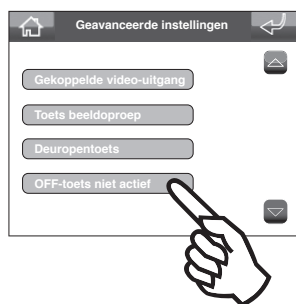 Geavanceerde instellingen
Gekoppelde video-uitgang
Toets beeldoproep
Deuropentoets
OFF-toets niet actief